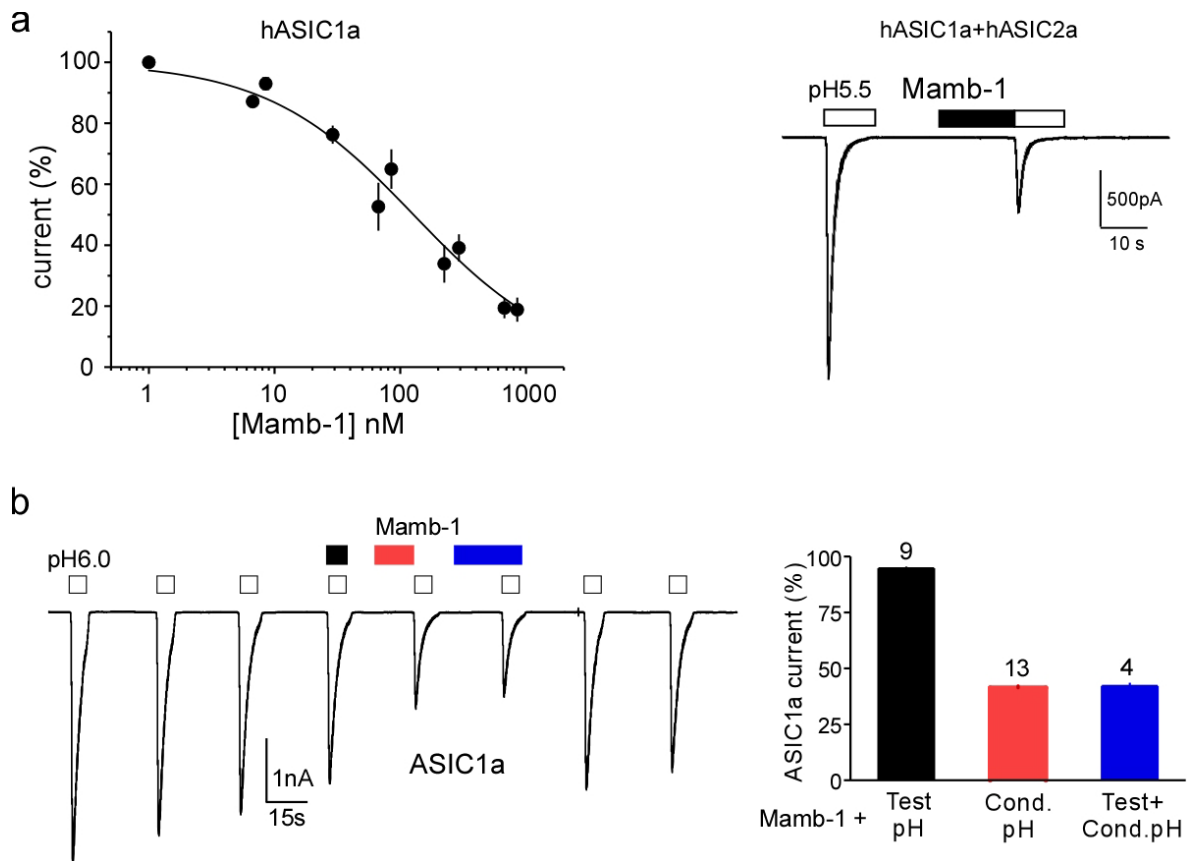 a
hASIC1a
100
80
60
40
20
0
current (%)
1 10 100 1000
[Mamb-1] nM
hASIC1a+hASIC2a
pH5.5 Mamb-1
500pA
10 s
b
Mamb-1
pH6.0
1nA
15s
ASIC1a
100
75
50
25
0
ASIC1a current (%)
9
13
4
Mamb-1 +
Test
pH
Cond.
pH
Test+
Cond.pH